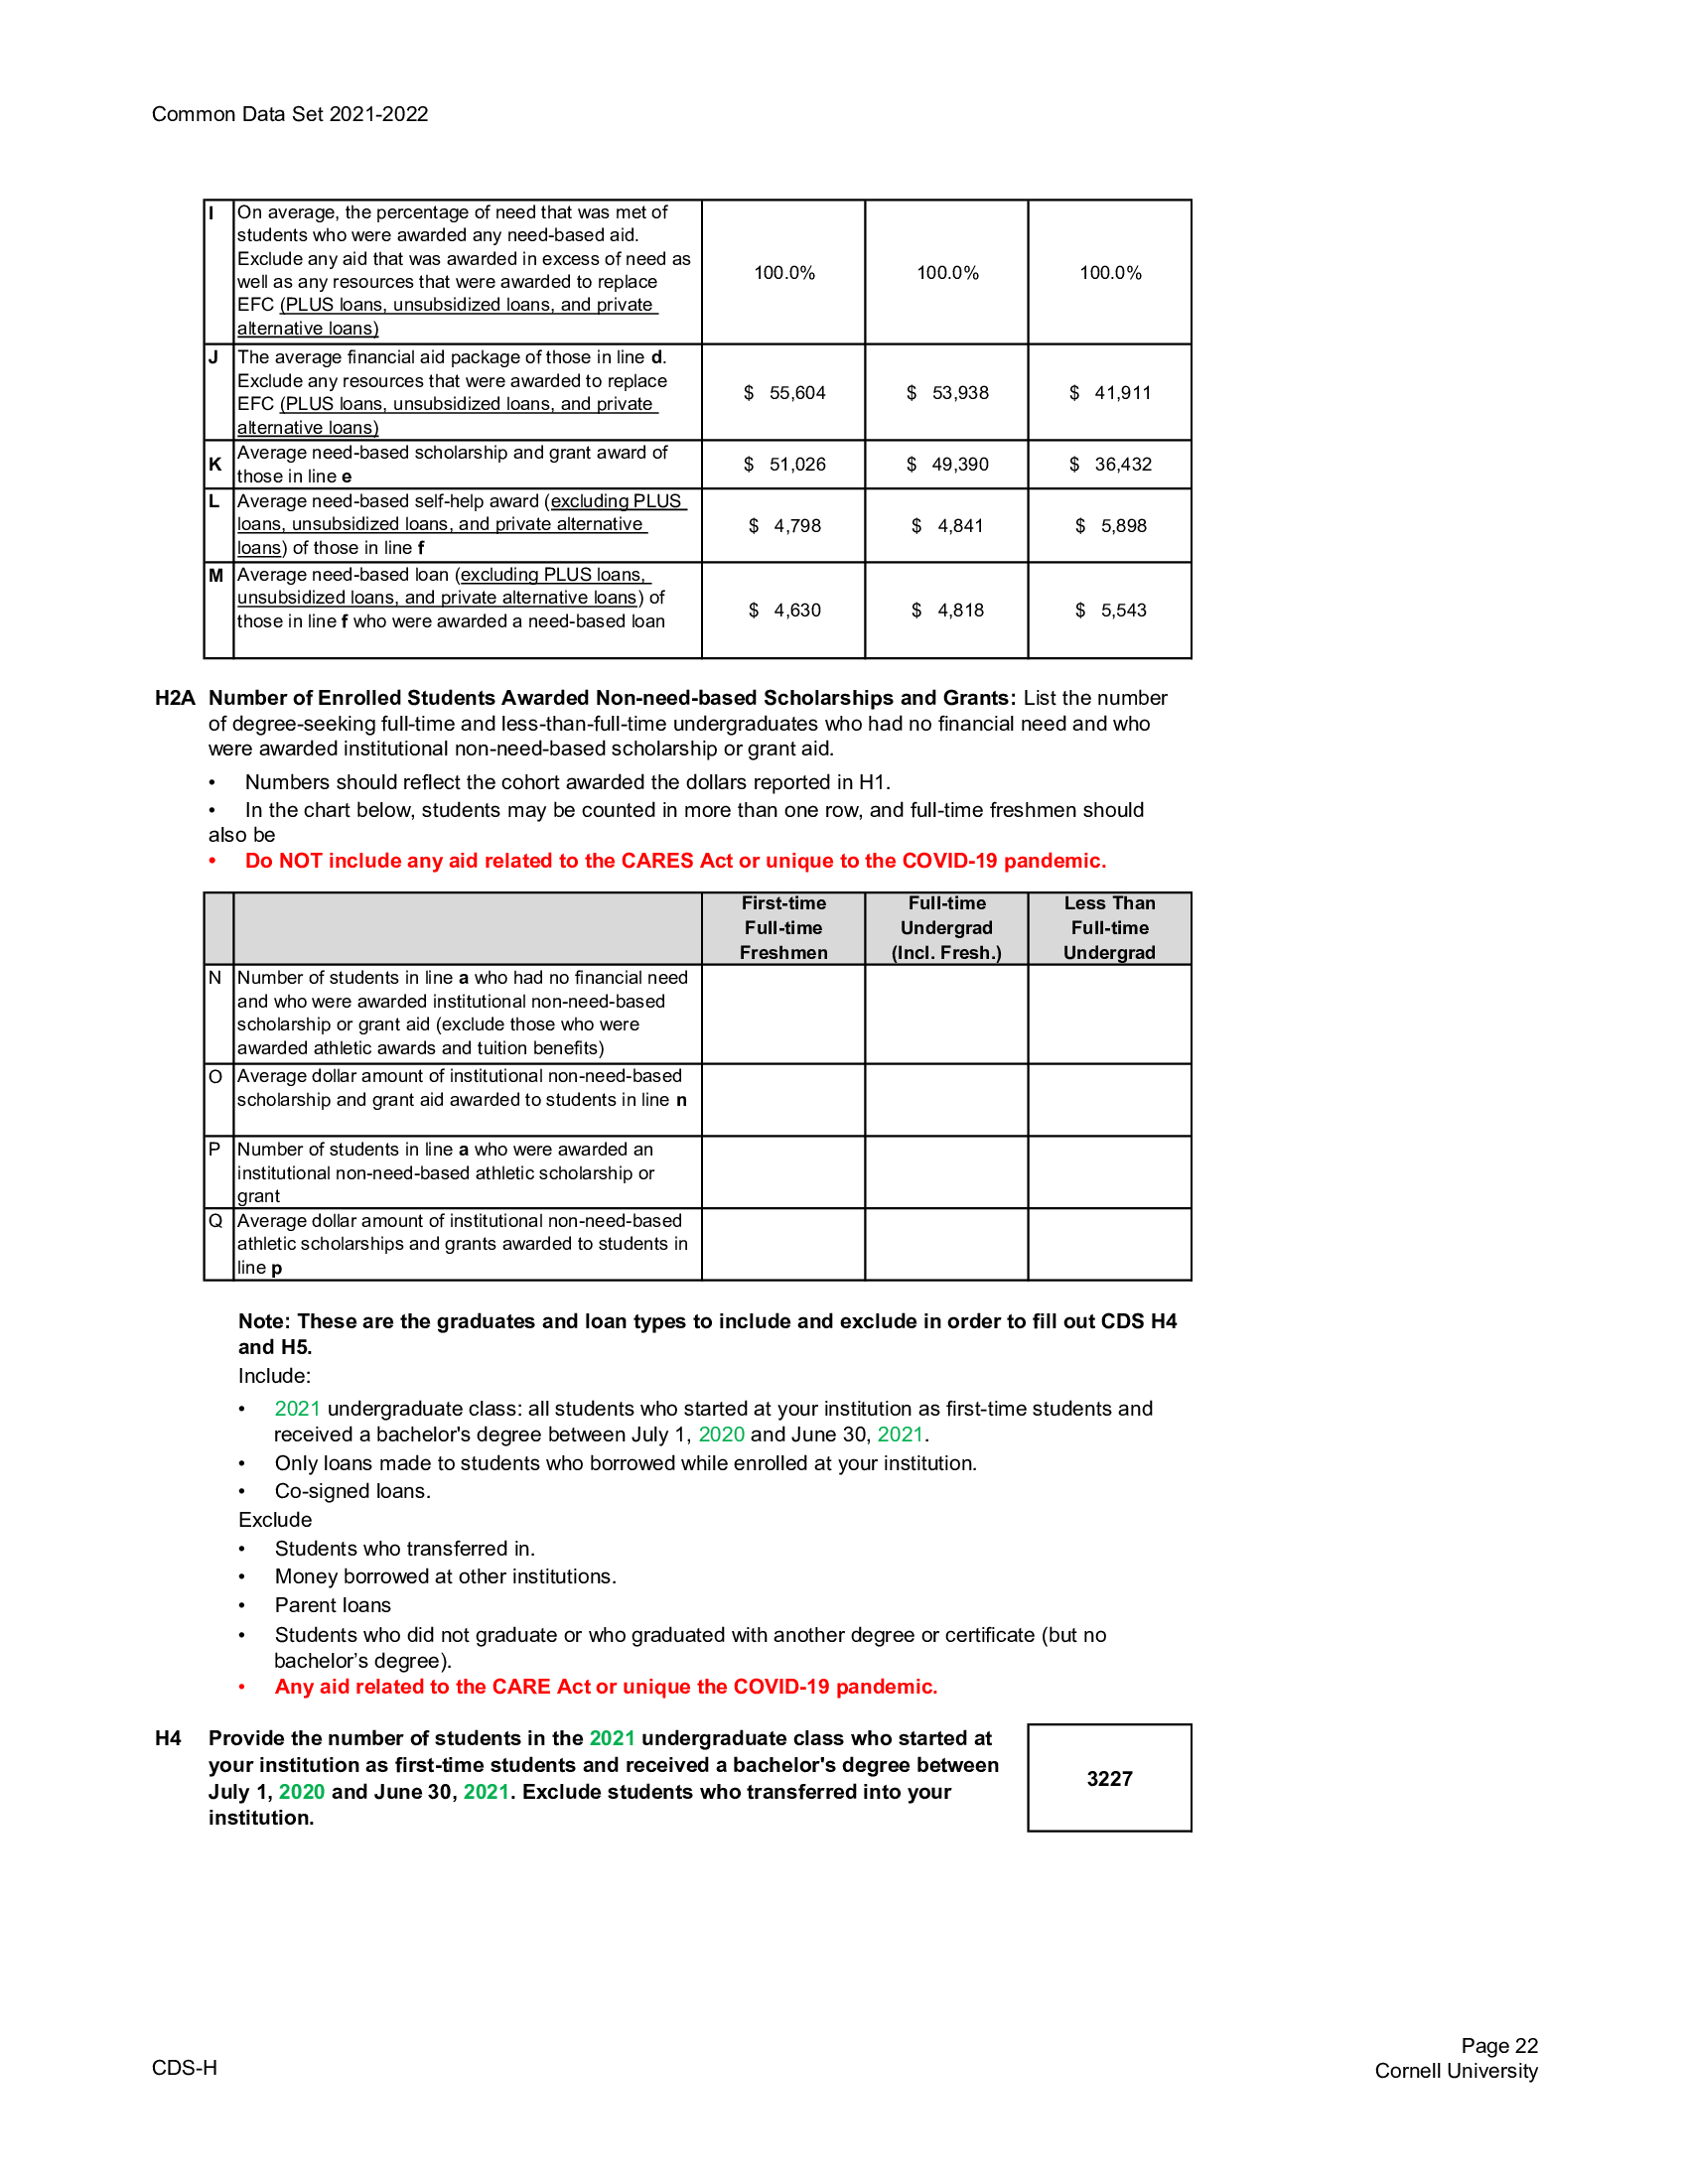 Common Data Set 2021-2022
I On average, the percentage of need that was met of
students who were awarded any need-based aid.
Exclude any aid that was awarded in excess of need as
well as any resources that were awarded to replace
EFC (PLUS loans, unsubsidized loans, and private
alternative loans)
100.0% 100.0% 100.0%
J The average financial aid package of those in line d.
Exclude any resources that were awarded to replace
EFC (PLUS loans, unsubsidized loans, and private
alternative loans)
$ 55,604 $ 53,938 $ 41,911
K Average need-based scholarship and grant award of
those in line e
$ 51,026 $ 49,390 $ 36,432
L Average need-based self-help award (excluding PLUS
loans, unsubsidized loans, and private alternative
loans) of those in line f
$ 4,798 $ 4,841 $ 5,898
M Average need-based loan (excluding PLUS loans,
unsubsidized loans, and private alternative loans) of
those in line f who were awarded a need-based loan
$ 4,630 $ 4,818 $ 5,543
H2A Number of Enrolled Students Awarded Non-need-based Scholarships and Grants: List the number
of degree-seeking full-time and less-than-full-time undergraduates who had no financial need and who
were awarded institutional non-need-based scholarship or grant aid.
• Numbers should reflect the cohort awarded the dollars reported in H1.
• In the chart below, students may be counted in more than one row, and full-time freshmen should
also be
• Do NOT include any aid related to the CARES Act or unique to the COVID-19 pandemic.
First-time Full-time Less Than
Full-time Undergrad Full-time
Freshmen (Incl. Fresh.) Undergrad
N Number of students in line a who had no financial need
and who were awarded institutional non-need-based
scholarship or grant aid (exclude those who were
awarded athletic awards and tuition benefits)
O Average dollar amount of institutional non-need-based
scholarship and grant aid awarded to students in line n
P Number of students in line a who were awarded an
institutional non-need-based athletic scholarship or
grant
Q Average dollar amount of institutional non-need-based
athletic scholarships and grants awarded to students in
line p
Note: These are the graduates and loan types to include and exclude in order to fill out CDS H4
and H5.
Include:
• 2021 undergraduate class: all students who started at your institution as first-time students and
received a bachelor's degree between July 1, 2020 and June 30, 2021.
• Only loans made to students who borrowed while enrolled at your institution.
• Co-signed loans.
Exclude
• Students who transferred in.
• Money borrowed at other institutions.
• Parent loans
• Students who did not graduate or who graduated with another degree or certificate (but no
bachelor’s degree).
• Any aid related to the CARE Act or unique the COVID-19 pandemic.
H4 Provide the number of students in the 2021 undergraduate class who started at
your institution as first-time students and received a bachelor's degree between
July 1, 2020 and June 30, 2021. Exclude students who transferred into your
institution.
3227
CDS-H
Page 22
Cornell University